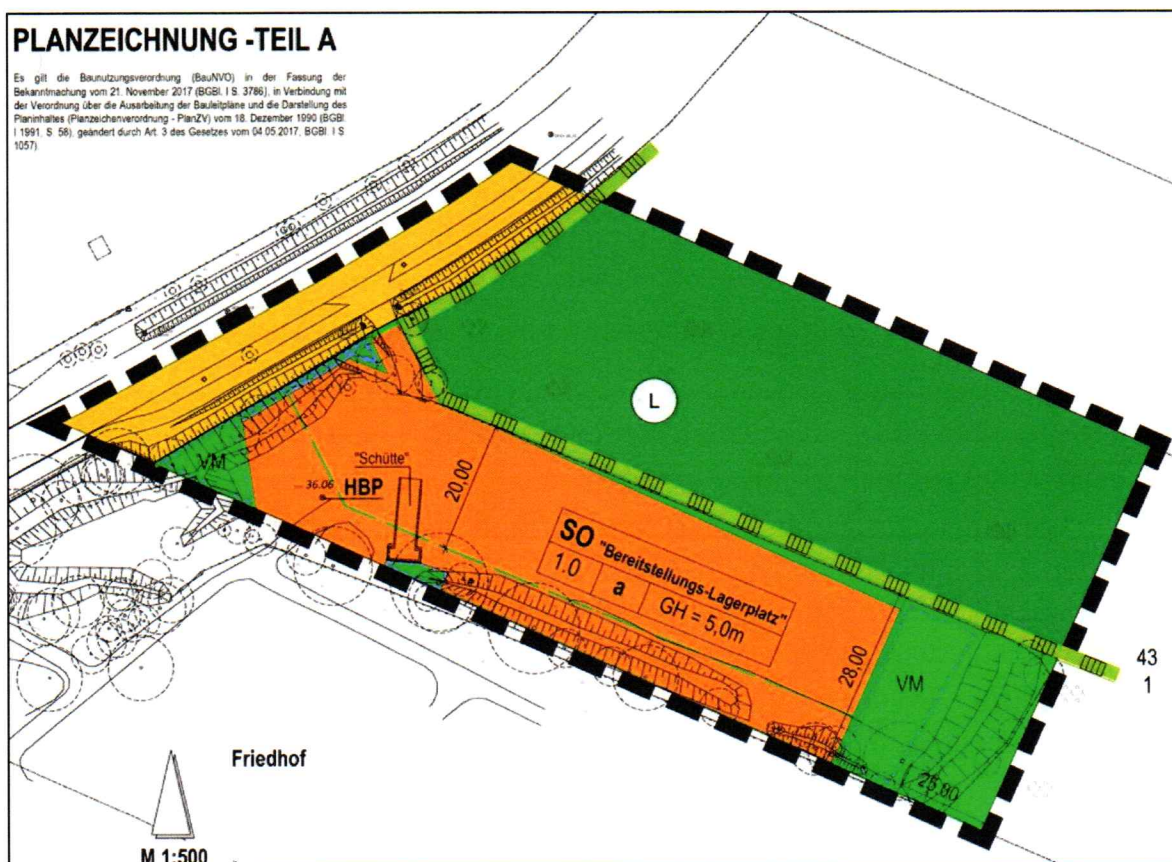 PLANZEICHNUNG -TEIL A
Es gilt die Baunutzungsverordnung (BauNVO) in der Fassung der
Bekanntmachung vom 21. November 2017 (BGBl. I S. 3786), in Verbindung mit
der Verordnung über die Ausarbeitung der Bauleitpläne und die Darstellung des
Planinhaltes (Planzeichenverordnung - PlanZV) vom 18. Dezember 1990 (BGBl.
I 1991, S. 58), geändert durch Art. 3 des Gesetzes vom 04.05.2017, BGBl. I S.
1057).
L
VM
"Schütte"
36.06 HBP
20,00
SO "Bereitstellungs-Lagerplatz"
1.0 a GH = 5,0m
28,00
VM
25,80
43
1
Friedhof
M 1:500